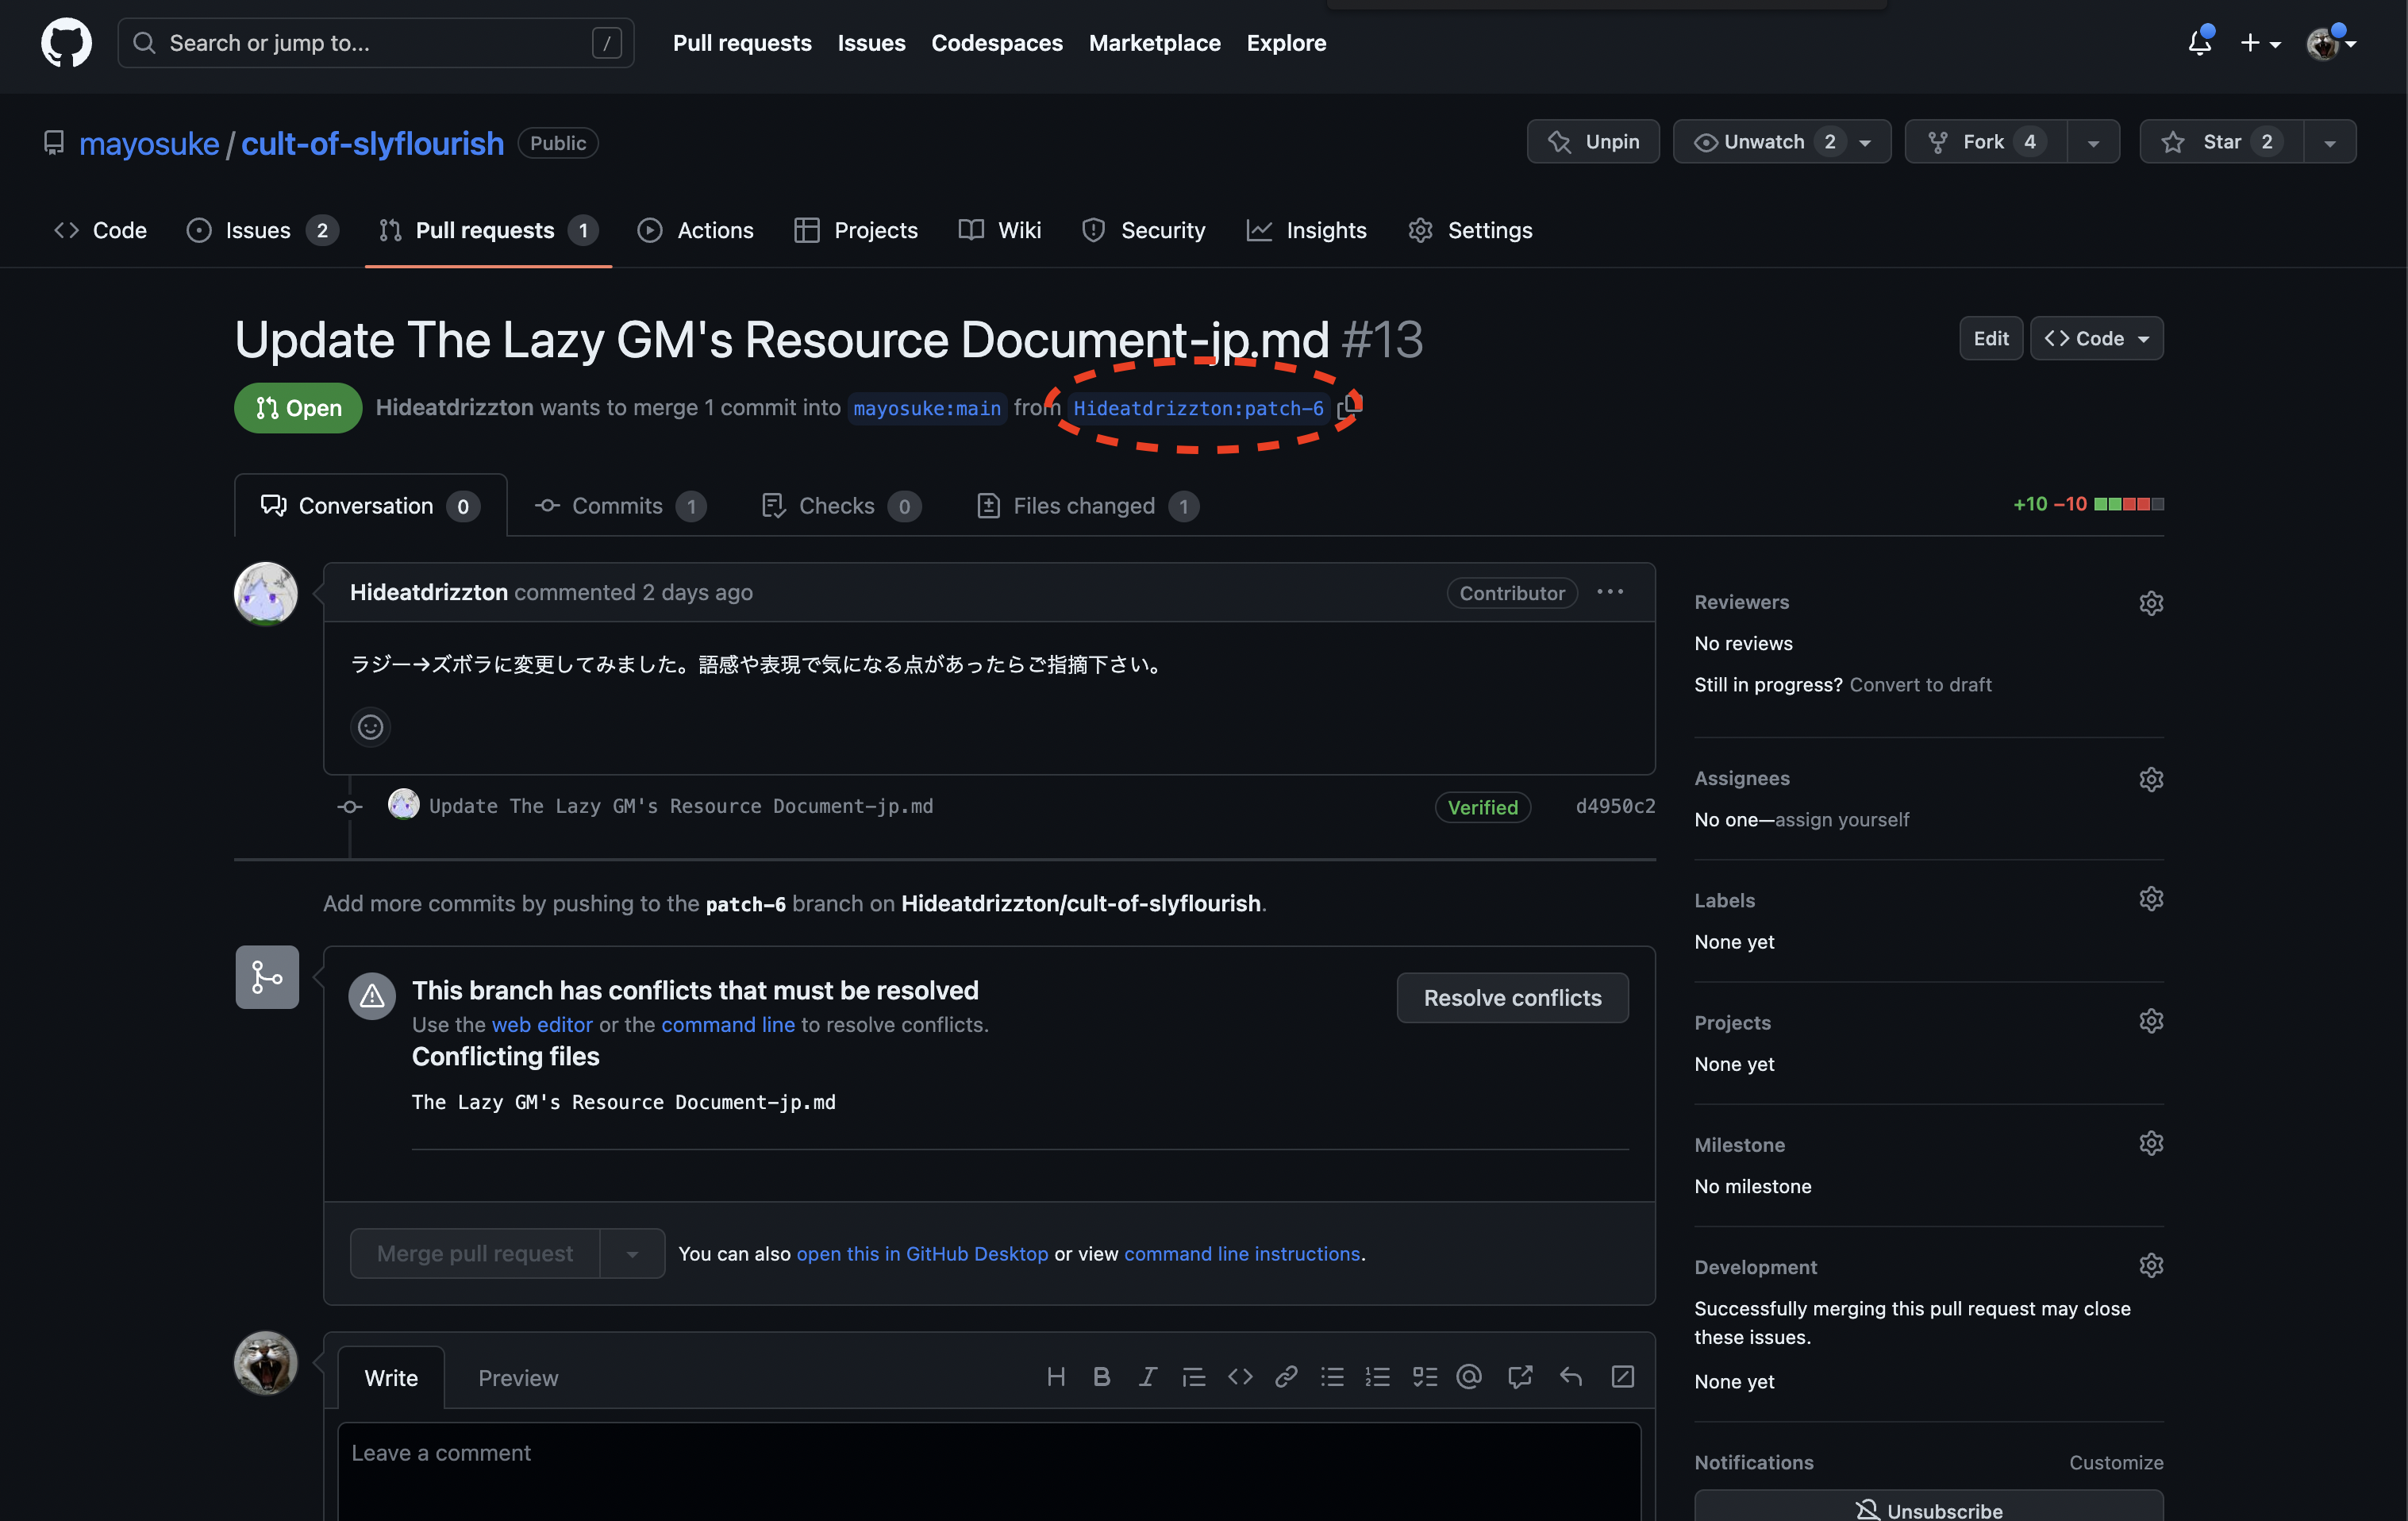 Search or jump to... /
Pull requests Issues Codespaces Marketplace Explore
mayosuke / cult-of-slyflourish Public
Unpin Unwatch 2 Fork 4 Star 2
Code Issues 2 Pull requests 1 Actions Projects Wiki Security Insights Settings
Update The Lazy GM's Resource Document-jp.md #13
Edit Code
Open Hideatdrizzton wants to merge 1 commit into mayosuke:main from Hideatdrizzton:patch-6
Conversation 0 Commits 1 Checks 0 Files changed 1
+10 −10
Hideatdrizzton commented 2 days ago
Contributor
ラジー→ズボラに変更してみました。語感や表現で気になる点があったらご指摘下さい。
Update The Lazy GM's Resource Document-jp.md
Verified d4950c2
Add more commits by pushing to the patch-6 branch on Hideatdrizzton/cult-of-slyflourish.
This branch has conflicts that must be resolved
Use the web editor or the command line to resolve conflicts.
Resolve conflicts
Conflicting files
The Lazy GM's Resource Document-jp.md
Merge pull request
You can also open this in GitHub Desktop or view command line instructions.
Write Preview
Leave a comment
Reviewers
No reviews
Still in progress? Convert to draft
Assignees
No one—assign yourself
Labels
None yet
Projects
None yet
Milestone
No milestone
Development
Successfully merging this pull request may close
these issues.
None yet
Notifications Customize
Unsubscribe